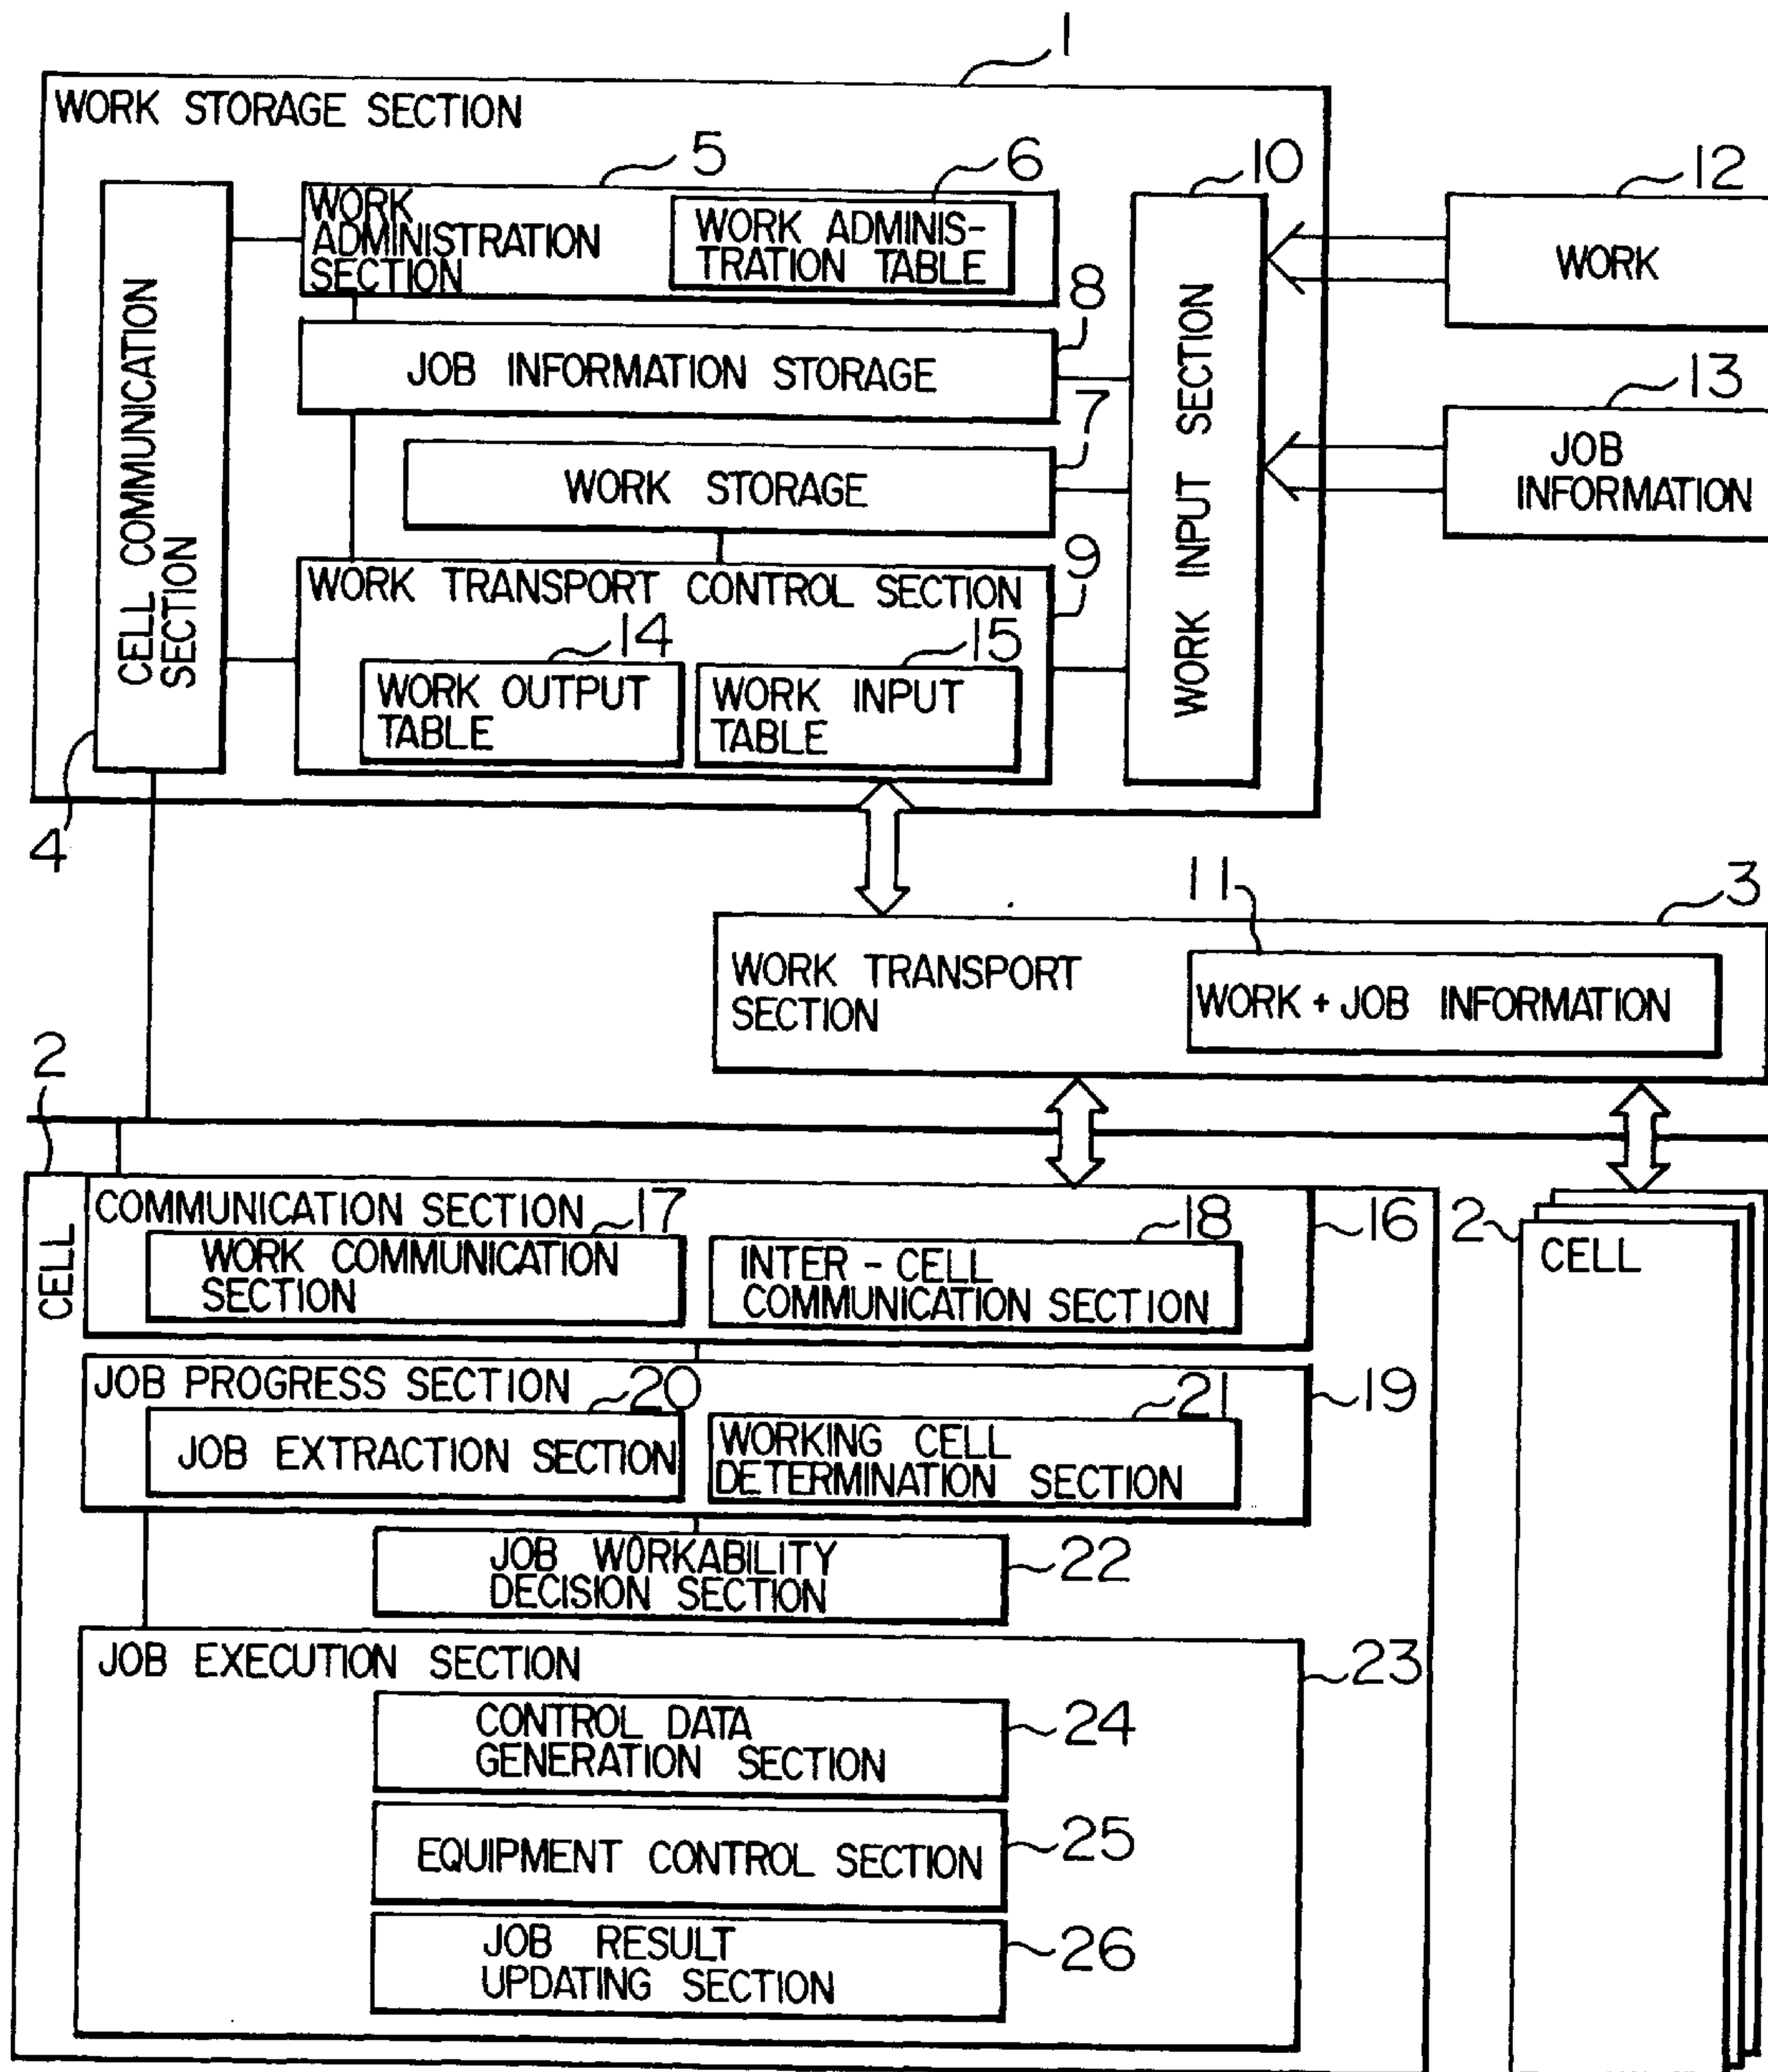 1
WORK STORAGE SECTION
5
6
10
12
WORK
ADMINISTRATION
SECTION
WORK ADMINIS-
TRATION TABLE
WORK
8
JOB INFORMATION STORAGE
13
7
JOB
INFORMATION
WORK STORAGE
CELL COMMUNICATION
SECTION
WORK INPUT SECTION
9
WORK TRANSPORT CONTROL SECTION
14
15
WORK OUTPUT
TABLE
WORK INPUT
TABLE
4
11
3
WORK TRANSPORT
SECTION
WORK + JOB INFORMATION
2
CELL
COMMUNICATION SECTION
17
18
16
WORK COMMUNICATION
SECTION
INTER - CELL
COMMUNICATION SECTION
2
CELL
JOB PROGRESS SECTION
20
21
19
JOB EXTRACTION SECTION
WORKING CELL
DETERMINATION SECTION
JOB WORKABILITY
DECISION SECTION
22
JOB EXECUTION SECTION
23
CONTROL DATA
GENERATION SECTION
24
EQUIPMENT CONTROL SECTION
25
JOB RESULT
UPDATING SECTION
26